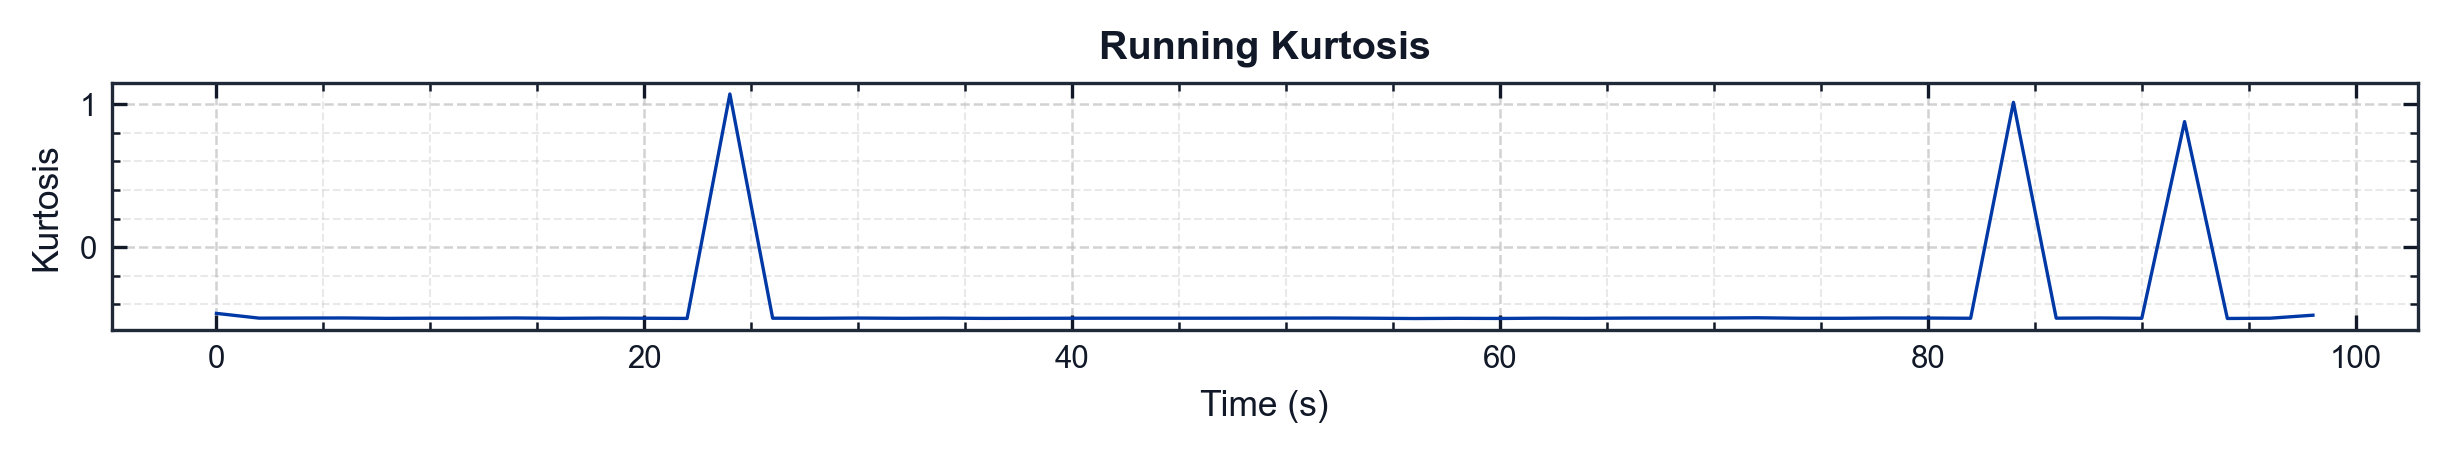 Running Kurtosis
Kurtosis
1
0
0 20 40 60 80 100
Time (s)